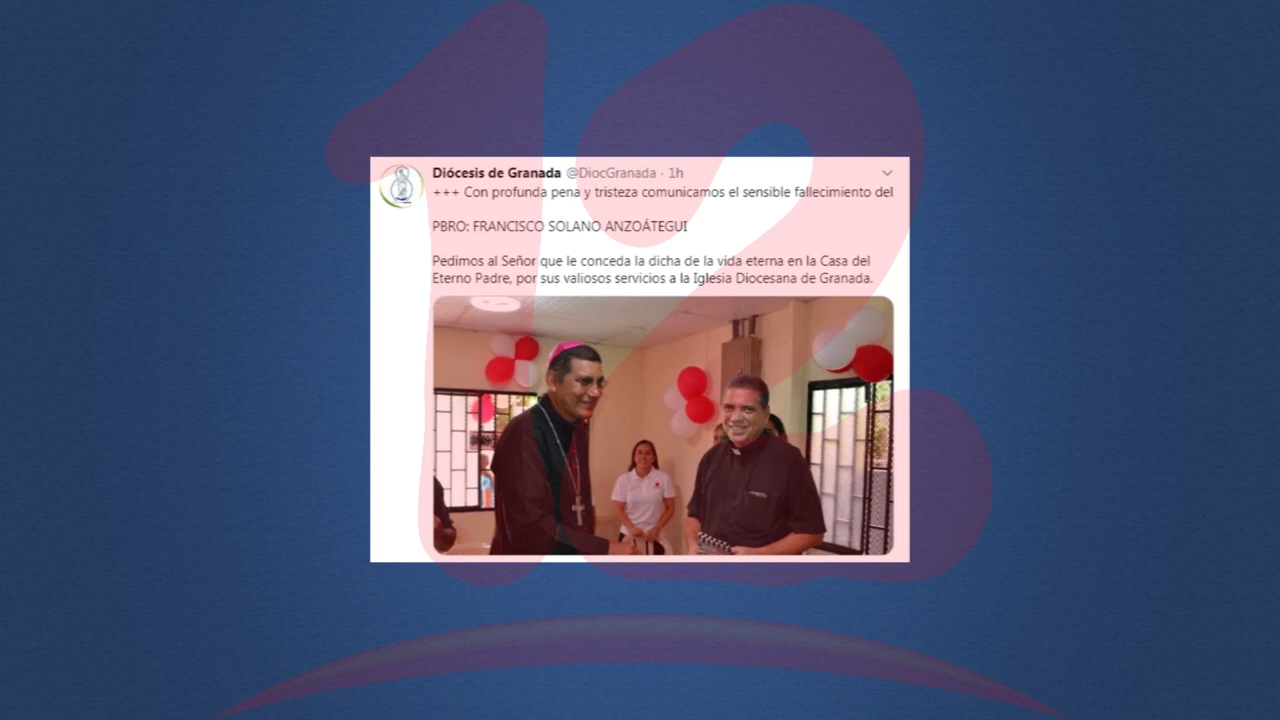 12
Diócesis de Granada @DiocGranada · 1h
+++ Con profunda pena y tristeza comunicamos el sensible fallecimiento del
PBRO: FRANCISCO SOLANO ANZOÁTEGUI
Pedimos al Señor que le conceda la dicha de la vida eterna en la Casa del
Eterno Padre, por sus valiosos servicios a la Iglesia Diocesana de Granada.